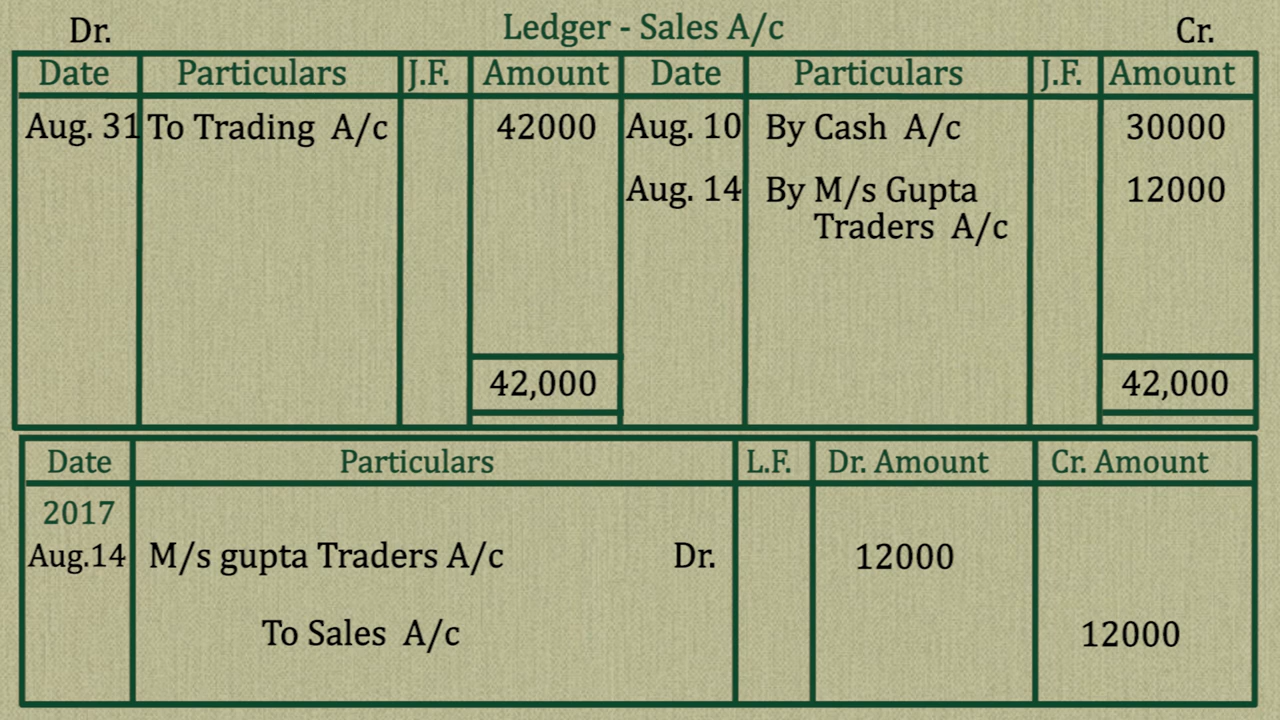 Dr. Ledger - Sales A/c Cr.
Date Particulars J.F. Amount Date Particulars J.F. Amount
Aug. 31 To Trading A/c 42000 Aug. 10 By Cash A/c 30000
Aug. 14 By M/s Gupta 12000
Traders A/c
42,000 42,000
Date Particulars L.F. Dr. Amount Cr. Amount
2017
Aug.14 M/s gupta Traders A/c Dr. 12000
To Sales A/c 12000